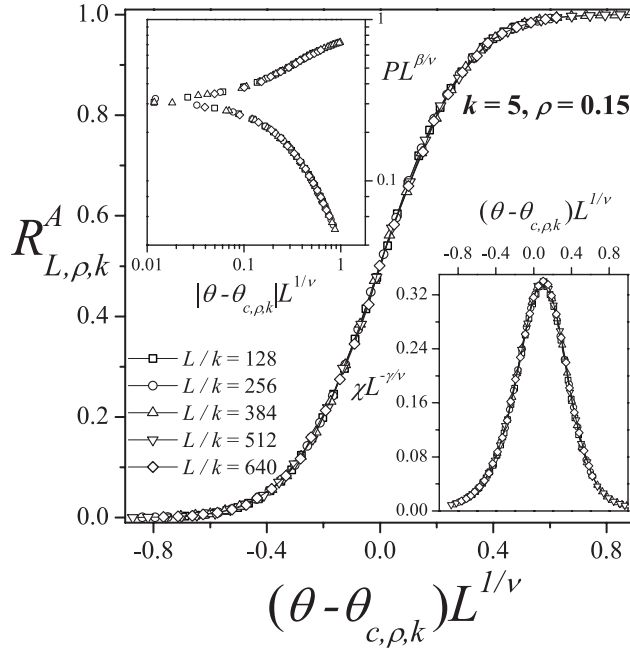 1.0
0.8
0.6
0.4
0.2
0.0
-0.8 -0.4 0.0 0.4 0.8
R^A_{L,ρ,k}
(θ-θ_{c,ρ,k})L^{1/ν}
k = 5, ρ = 0.15
1
0.1
PL^{β/ν}
0.01 0.1 1
|θ-θ_{c,ρ,k}|L^{1/ν}
L / k = 128
L / k = 256
L / k = 384
L / k = 512
L / k = 640
(θ-θ_{c,ρ,k})L^{1/ν}
-0.8 -0.4 0.0 0.4 0.8
0.32
0.24
0.16
0.08
0.00
χL^{-γ/ν}